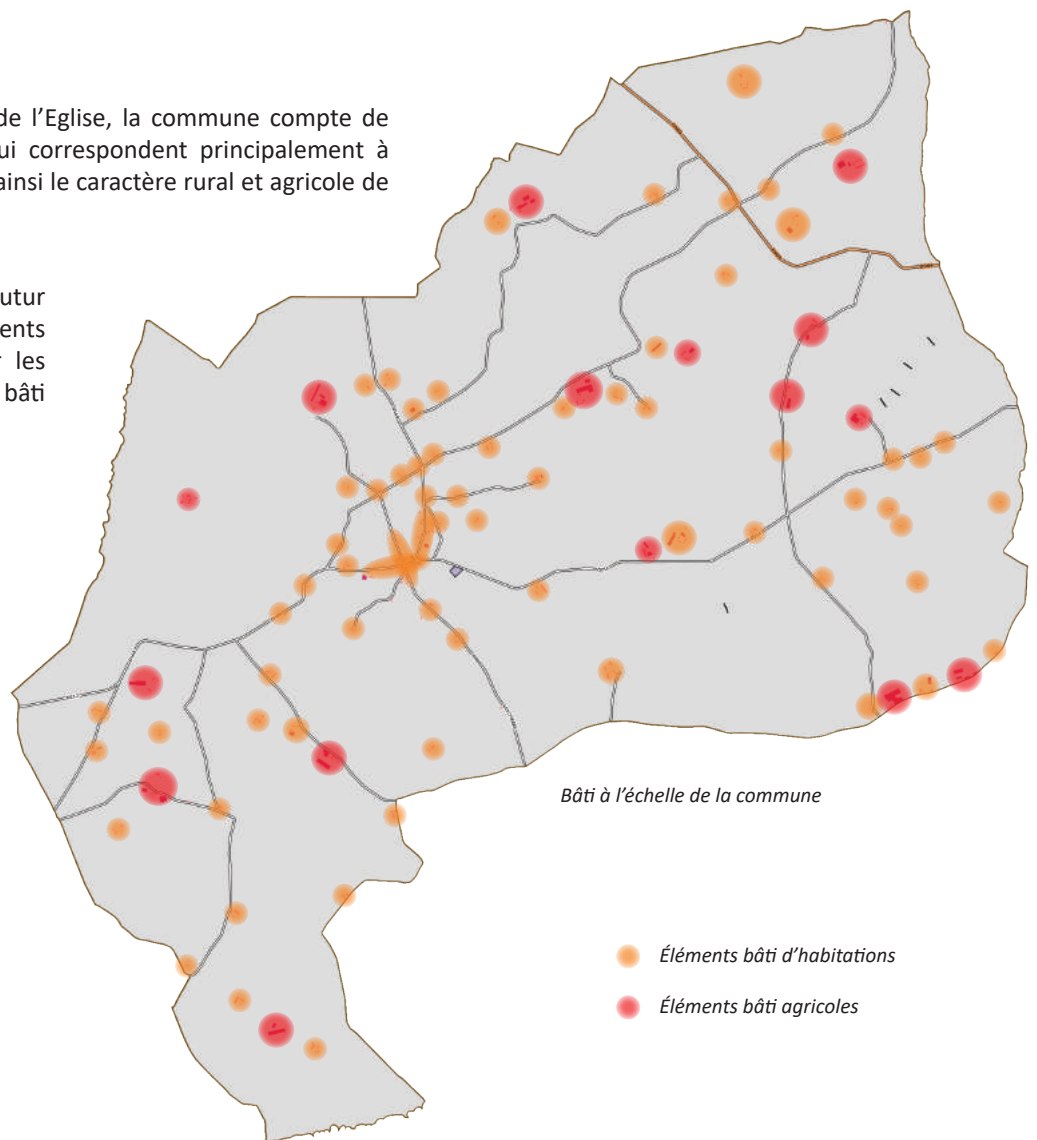 de l’Eglise, la commune compte de
ui correspondent principalement à
ainsi le caractère rural et agricole de
utur
ents
les
bâti
Bâti à l’échelle de la commune
Éléments bâti d’habitations
Éléments bâti agricoles